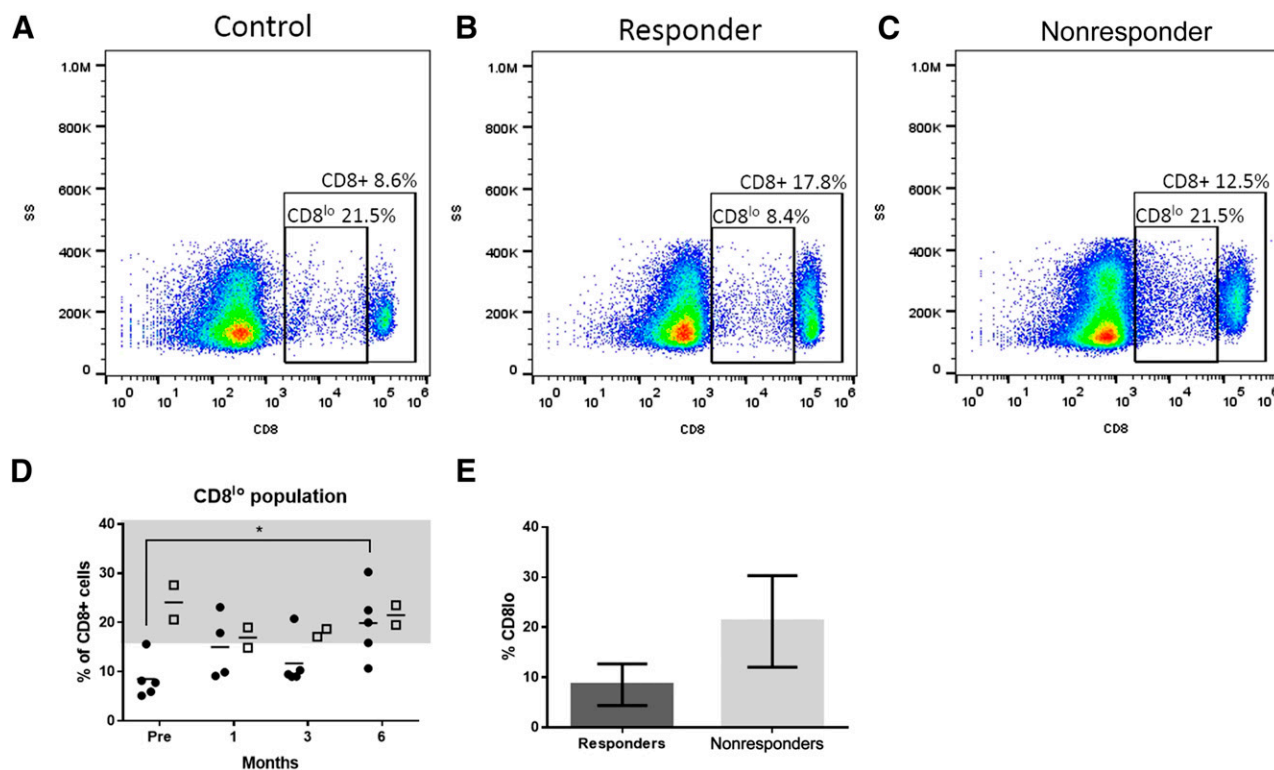 A
Control
1.0M
800K
600K
400K
200K
0
SS
CD8+ 8.6%
CD8lo 21.5%
10^0 10^1 10^2 10^3 10^4 10^5 10^6
CD8
B
Responder
1.0M
800K
600K
400K
200K
0
SS
CD8+ 17.8%
CD8lo 8.4%
10^0 10^1 10^2 10^3 10^4 10^5 10^6
CD8
C
Nonresponder
1.0M
800K
600K
400K
200K
0
SS
CD8+ 12.5%
CD8lo 21.5%
10^0 10^1 10^2 10^3 10^4 10^5 10^6
CD8
D
CD8lo population
40
30
20
10
0
% of CD8+ cells
*
Pre 1 3 6
Months
E
40
30
20
10
0
% CD8lo
Responders Nonresponders